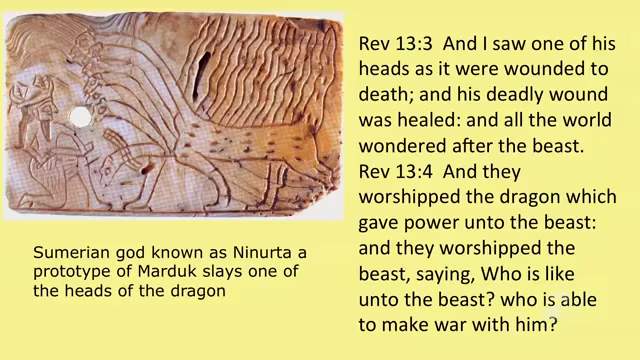 Rev 13:3  And I saw one of his
heads as it were wounded to
death; and his deadly wound
was healed: and all the world
wondered after the beast.
Rev 13:4  And they
worshipped the dragon which
gave power unto the beast:
and they worshipped the
beast, saying, Who is like
unto the beast? who is able
to make war with him?
Sumerian god known as Ninurta a
prototype of Marduk slays one of
the heads of the dragon